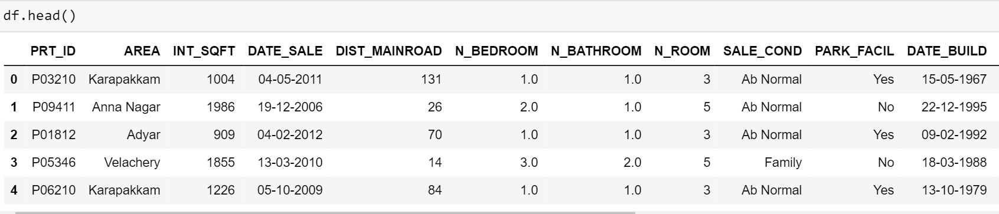 df.head()
PRT_ID AREA INT_SQFT DATE_SALE DIST_MAINROAD N_BEDROOM N_BATHROOM N_ROOM SALE_COND PARK_FACIL DATE_BUILD
0 P03210 Karapakkam 1004 04-05-2011 131 1.0 1.0 3 Ab Normal Yes 15-05-1967
1 P09411 Anna Nagar 1986 19-12-2006 26 2.0 1.0 5 Ab Normal No 22-12-1995
2 P01812 Adyar 909 04-02-2012 70 1.0 1.0 3 Ab Normal Yes 09-02-1992
3 P05346 Velachery 1855 13-03-2010 14 3.0 2.0 5 Family No 18-03-1988
4 P06210 Karapakkam 1226 05-10-2009 84 1.0 1.0 3 Ab Normal Yes 13-10-1979